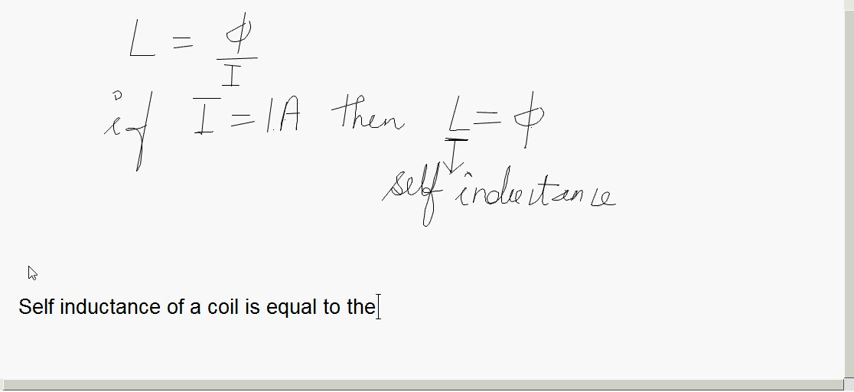 L = ϕ / I
if I = 1A then L = ϕ
self inductance
Self inductance of a coil is equal to the